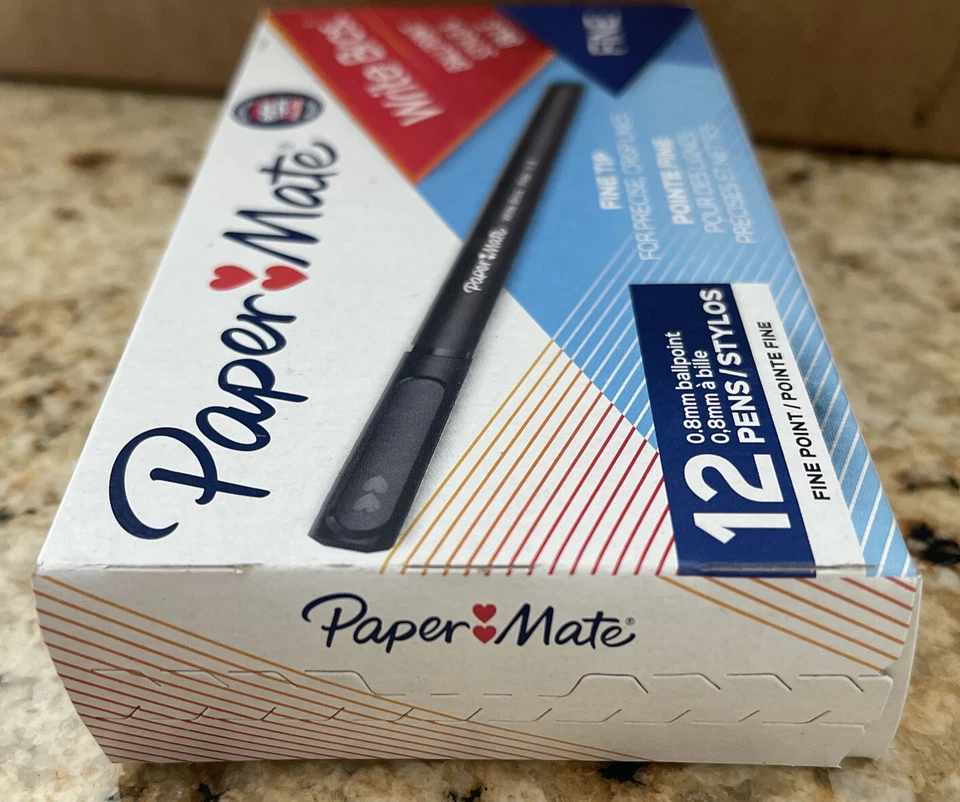 Paper Mate®
Write Bros.
FINE
Paper Mate
FINE TIP
FOR PRECISE, CRISP LINES
POINTE FINE
POUR DES LIGNES
PRÉCISES ET NETTES
12
0.8mm ballpoint
0,8mm à bille
PENS/STYLOS
FINE POINT / POINTE FINE
Paper Mate®